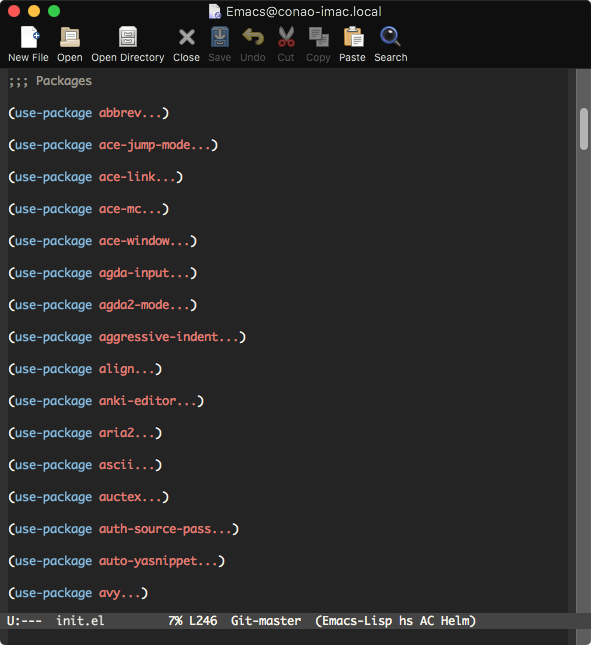 Emacs@conao-imac.local
New File Open Open Directory Close Save Undo Cut Copy Paste Search
;;; Packages
(use-package abbrev...)
(use-package ace-jump-mode...)
(use-package ace-link...)
(use-package ace-mc...)
(use-package ace-window...)
(use-package agda-input...)
(use-package agda2-mode...)
(use-package aggressive-indent...)
(use-package align...)
(use-package anki-editor...)
(use-package aria2...)
(use-package ascii...)
(use-package auctex...)
(use-package auth-source-pass...)
(use-package auto-yasnippet...)
(use-package avy...)
U:--- init.el 7% L246 Git-master (Emacs-Lisp hs AC Helm)